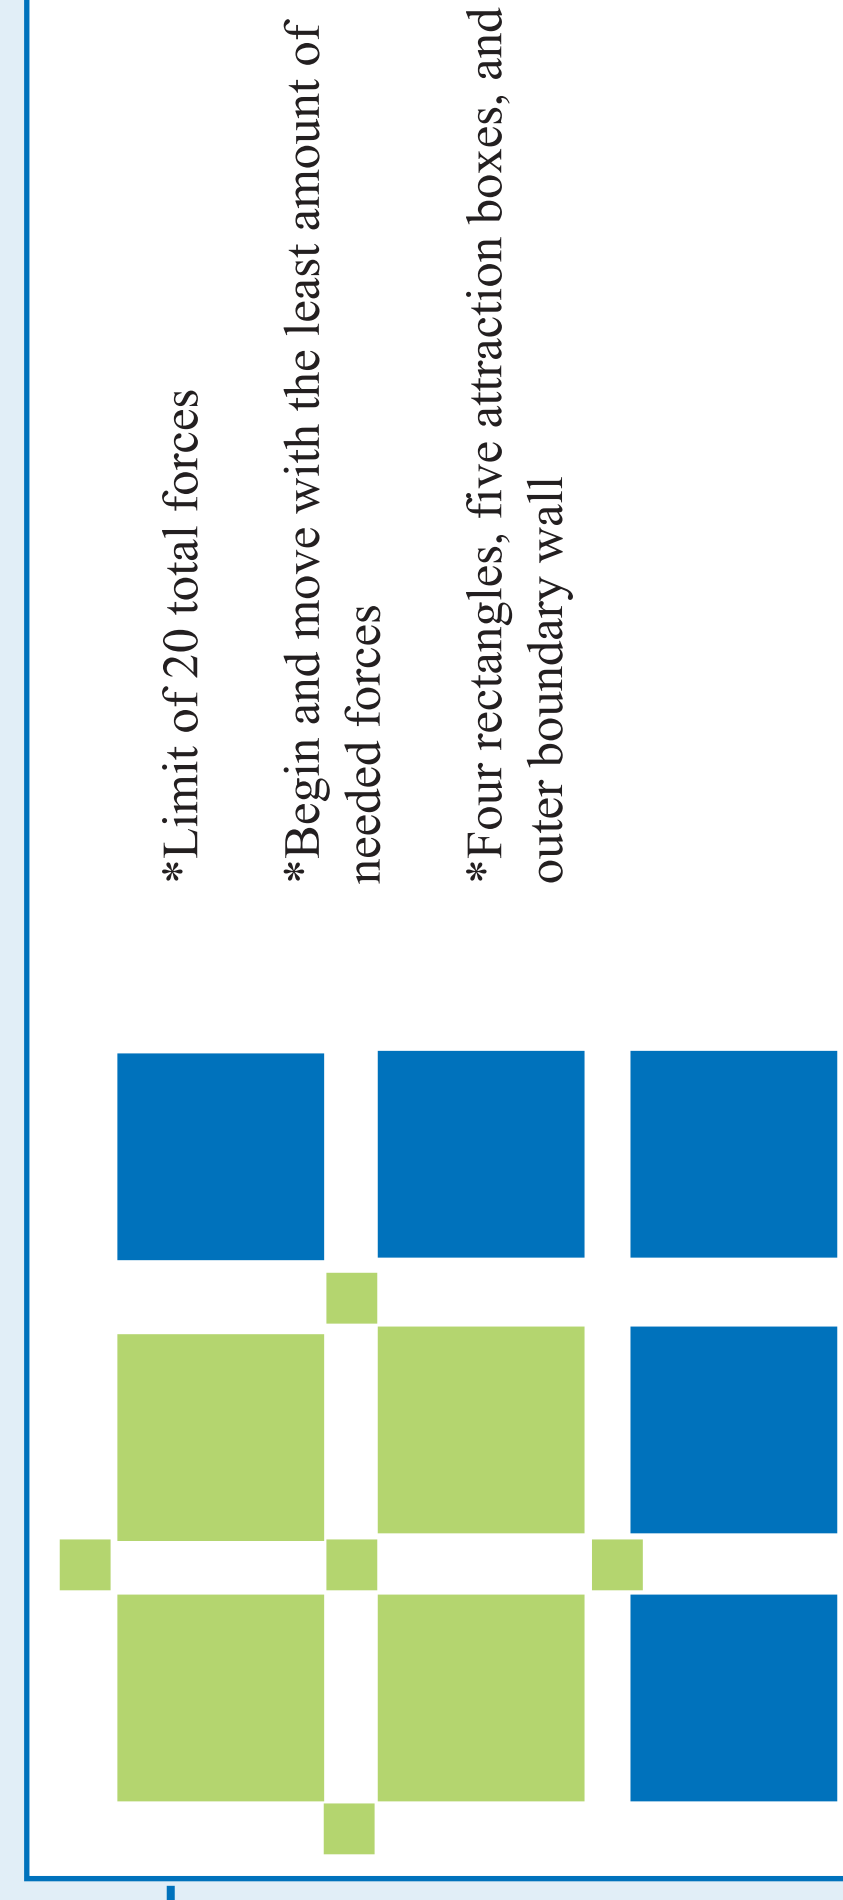 *Limit of 20 total forces
*Begin and move with the least amount of
needed forces
*Four rectangles, five attraction boxes, and
outer boundary wall